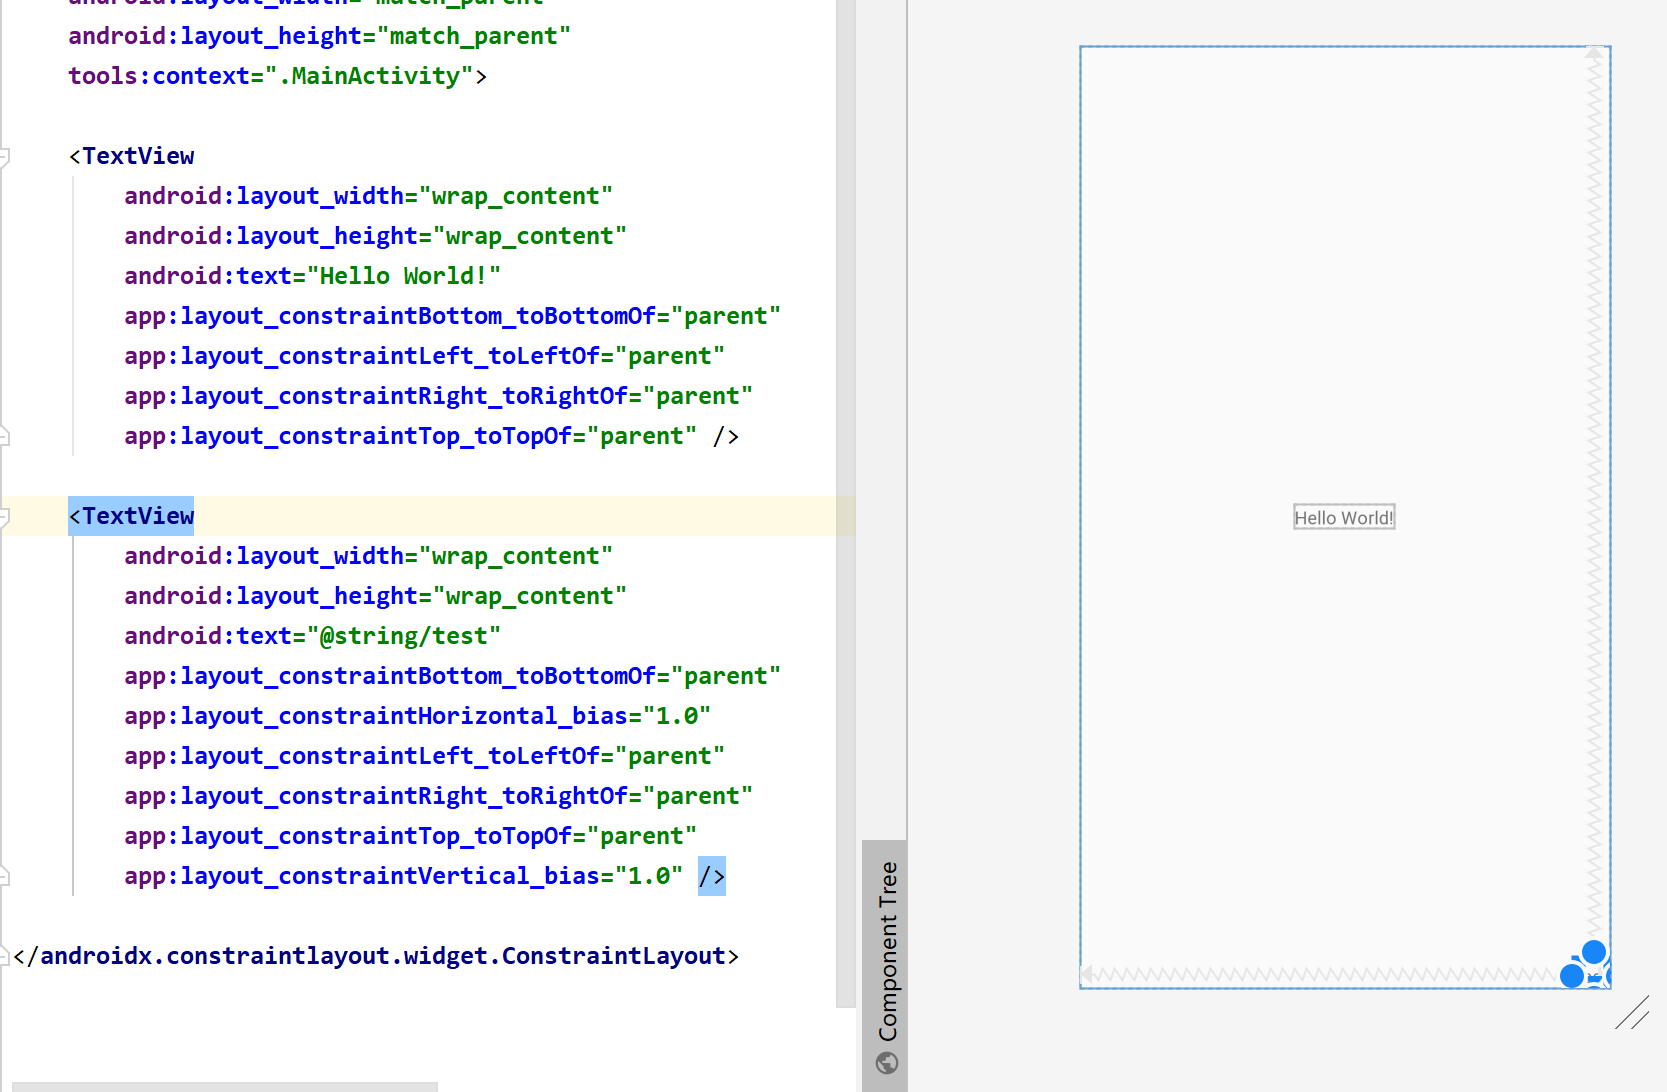 android:layout_width="match_parent"
android:layout_height="match_parent"
tools:context=".MainActivity">
<TextView
android:layout_width="wrap_content"
android:layout_height="wrap_content"
android:text="Hello World!"
app:layout_constraintBottom_toBottomOf="parent"
app:layout_constraintLeft_toLeftOf="parent"
app:layout_constraintRight_toRightOf="parent"
app:layout_constraintTop_toTopOf="parent" />
<TextView
android:layout_width="wrap_content"
android:layout_height="wrap_content"
android:text="@string/test"
app:layout_constraintBottom_toBottomOf="parent"
app:layout_constraintHorizontal_bias="1.0"
app:layout_constraintLeft_toLeftOf="parent"
app:layout_constraintRight_toRightOf="parent"
app:layout_constraintTop_toTopOf="parent"
app:layout_constraintVertical_bias="1.0" />
</androidx.constraintlayout.widget.ConstraintLayout>
Component Tree
Hello World!